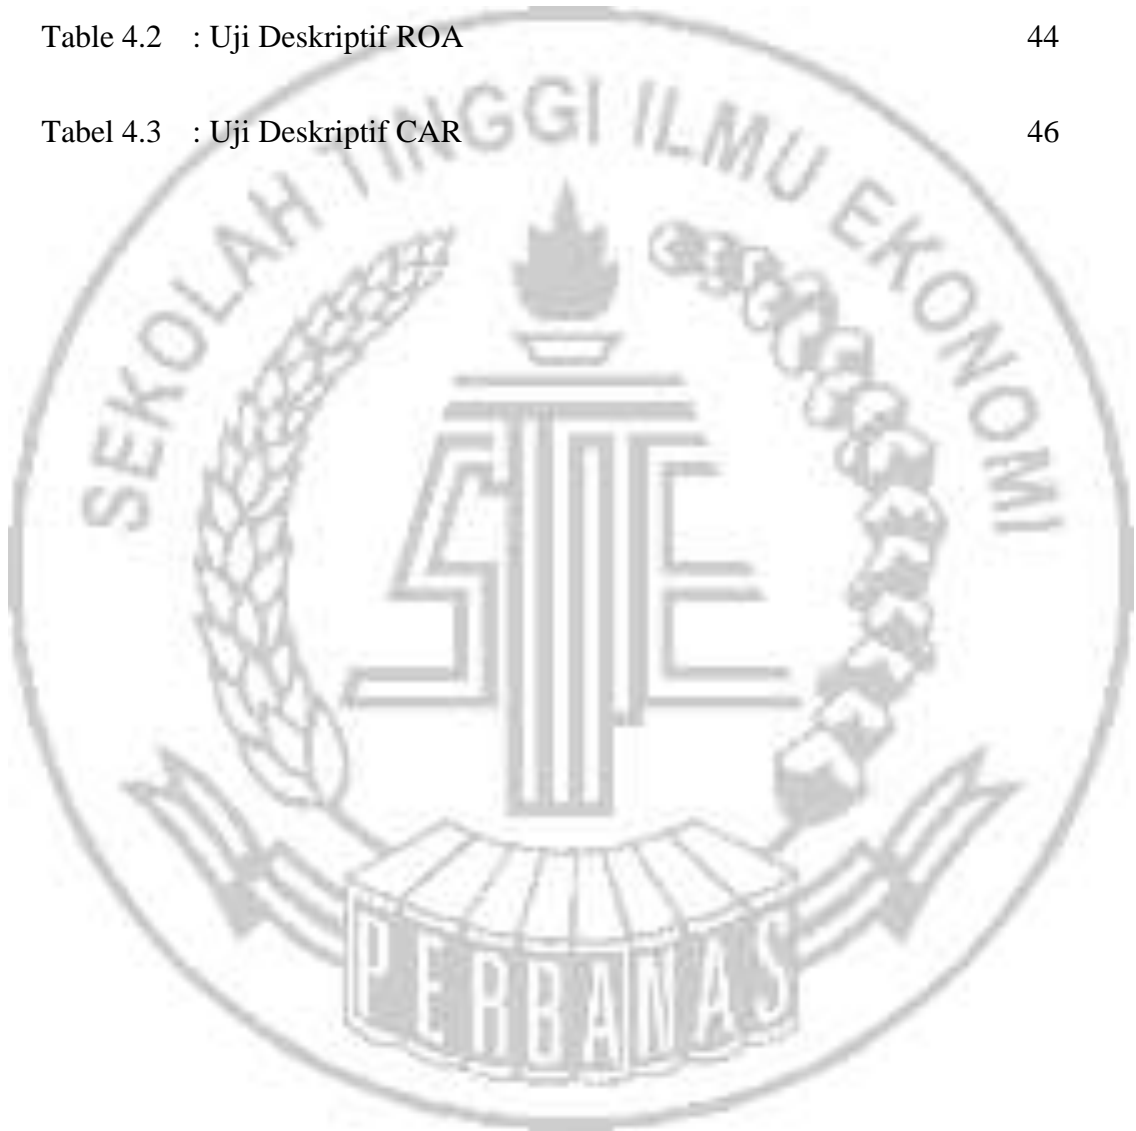 Table 4.2 : Uji Deskriptif ROA 44
Tabel 4.3 : Uji Deskriptif CAR 46
SEKOLAH TINGGI ILMU EKONOMI
STIE
PERBANAS